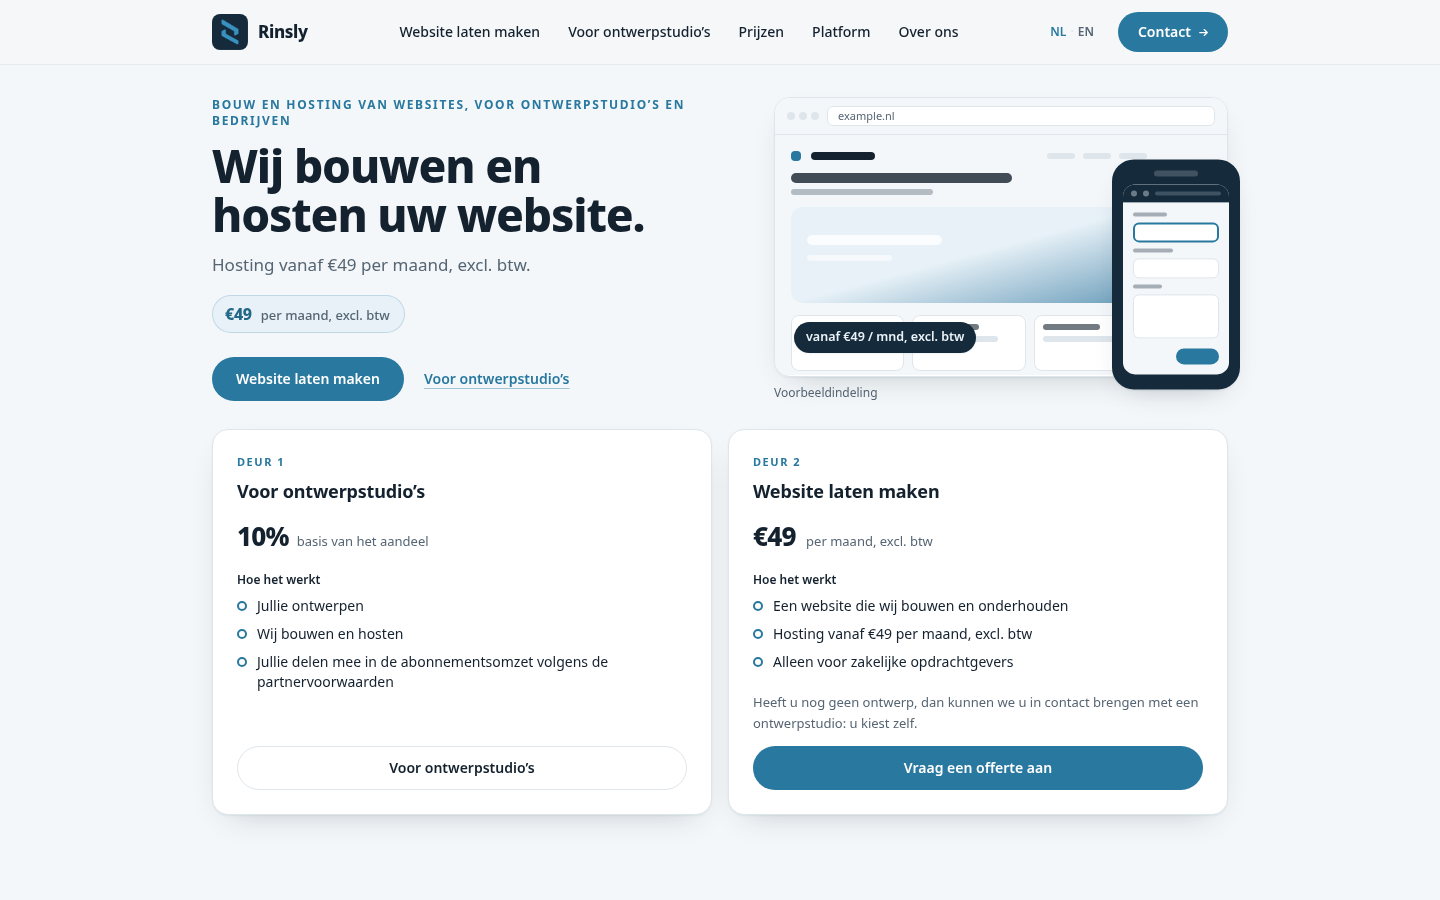 Rinsly
Website laten maken
Voor ontwerpstudio’s
Prijzen
Platform
Over ons
NL · EN
Contact →
BOUW EN HOSTING VAN WEBSITES, VOOR ONTWERPSTUDIO’S EN
BEDRIJVEN
Wij bouwen en
hosten uw website.
Hosting vanaf €49 per maand, excl. btw.
€49 per maand, excl. btw
Website laten maken
Voor ontwerpstudio’s
example.nl
vanaf €49 / mnd, excl. btw
Voorbeeldindeling
DEUR 1
Voor ontwerpstudio’s
10% basis van het aandeel
Hoe het werkt
Jullie ontwerpen
Wij bouwen en hosten
Jullie delen mee in de abonnementsomzet volgens de
partnervoorwaarden
Voor ontwerpstudio’s
DEUR 2
Website laten maken
€49 per maand, excl. btw
Hoe het werkt
Een website die wij bouwen en onderhouden
Hosting vanaf €49 per maand, excl. btw
Alleen voor zakelijke opdrachtgevers
Heeft u nog geen ontwerp, dan kunnen we u in contact brengen met een
ontwerpstudio: u kiest zelf.
Vraag een offerte aan